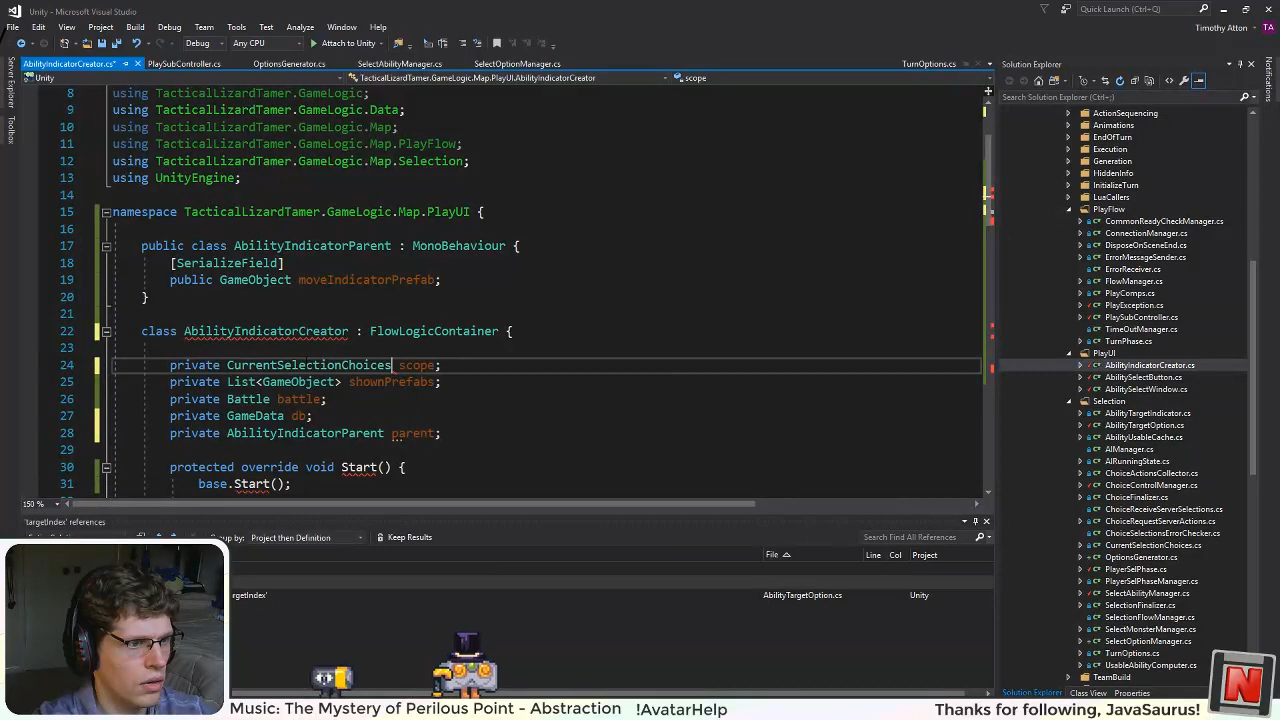 Unity - Microsoft Visual Studio
Quick Launch (Ctrl+Q)
File Edit View Project Build Debug Team Tools Test Analyze Window Help
Timothy Atton TA
Debug Any CPU Attach to Unity
AbilityIndicatorCreator.cs* PlaySubController.cs OptionsGenerator.cs SelectAbilityManager.cs SelectOptionManager.cs TurnOptions.cs
Unity TacticalLizardTamer.GameLogic.Map.PlayUI.AbilityIndicatorCreator scope
Server Explorer
Toolbox
8 using TacticalLizardTamer.GameLogic;
9 using TacticalLizardTamer.GameLogic.Data;
10 using TacticalLizardTamer.GameLogic.Map;
11 using TacticalLizardTamer.GameLogic.Map.PlayFlow;
12 using TacticalLizardTamer.GameLogic.Map.Selection;
13 using UnityEngine;
14
15 namespace TacticalLizardTamer.GameLogic.Map.PlayUI {
16
17 public class AbilityIndicatorParent : MonoBehaviour {
18 [SerializeField]
19 public GameObject moveIndicatorPrefab;
20 }
21
22 class AbilityIndicatorCreator : FlowLogicContainer {
23
24 private CurrentSelectionChoices scope;
25 private List<GameObject> shownPrefabs;
26 private Battle battle;
27 private GameData db;
28 private AbilityIndicatorParent parent;
29
30 protected override void Start() {
31 base.Start();
150 %
'targetIndex' references
oup by: Project then Definition Keep Results Search Find All References
File Line Col Project
rgetIndex' AbilityTargetOption.cs Unity
Solution Explorer
Notifications
Search Solution Explorer (Ctrl+;)
ActionSequencing
Animations
EndOfTurn
Execution
Generation
HiddenInfo
InitializeTurn
LuaCallers
PlayFlow
CommonReadyCheckManager.cs
ConnectionManager.cs
DisposeOnSceneEnd.cs
ErrorMessageSender.cs
ErrorReceiver.cs
FlowManager.cs
PlayComps.cs
PlayException.cs
PlaySubController.cs
TimeOutManager.cs
TurnPhase.cs
PlayUI
AbilityIndicatorCreator.cs
AbilitySelectButton.cs
AbilitySelectWindow.cs
Selection
AbilityTargetIndicator.cs
AbilityTargetOption.cs
AbilityUsableCache.cs
AIManager.cs
AIRunningState.cs
ChoiceActionsCollector.cs
ChoiceControlManager.cs
ChoiceFinalizer.cs
ChoiceReceiveServerSelections.cs
ChoiceRequestServerActions.cs
ChoiceSelectionsErrorChecker.cs
CurrentSelectionChoices.cs
OptionsGenerator.cs
PlayerSelPhase.cs
PlayerSelPhaseManager.cs
SelectAbilityManager.cs
SelectionFinalizer.cs
SelectionFlowManager.cs
SelectMonsterManager.cs
SelectOptionManager.cs
TurnOptions.cs
UsableAbilityComputer.cs
TeamBuild
Solution Explorer Class View Properties
N
Music: The Mystery of Perilous Point - Abstraction !AvatarHelp Thanks for following, JavaSaurus!